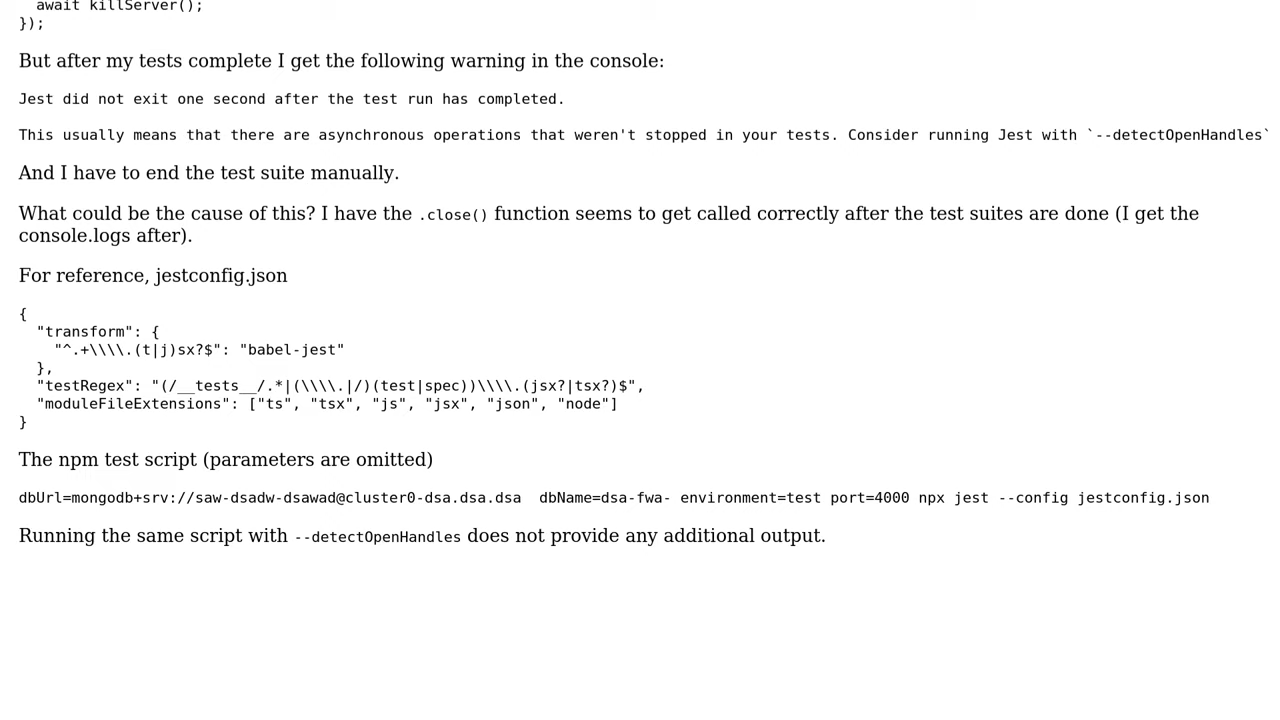 await killServer();
});
But after my tests complete I get the following warning in the console:
Jest did not exit one second after the test run has completed.
This usually means that there are asynchronous operations that weren't stopped in your tests. Consider running Jest with `--detectOpenHandles`
And I have to end the test suite manually.
What could be the cause of this? I have the .close() function seems to get called correctly after the test suites are done (I get the
console.logs after).
For reference, jestconfig.json
{
  "transform": {
    "^.+\\\\.(t|j)sx?$": "babel-jest"
  },
  "testRegex": "(/__tests__/.*|(\\\\.|/)(test|spec))\\\\.(jsx?|tsx?)$",
  "moduleFileExtensions": ["ts", "tsx", "js", "jsx", "json", "node"]
}
The npm test script (parameters are omitted)
dbUrl=mongodb+srv://saw-dsadw-dsawad@cluster0-dsa.dsa.dsa  dbName=dsa-fwa- environment=test port=4000 npx jest --config jestconfig.json
Running the same script with --detectOpenHandles does not provide any additional output.